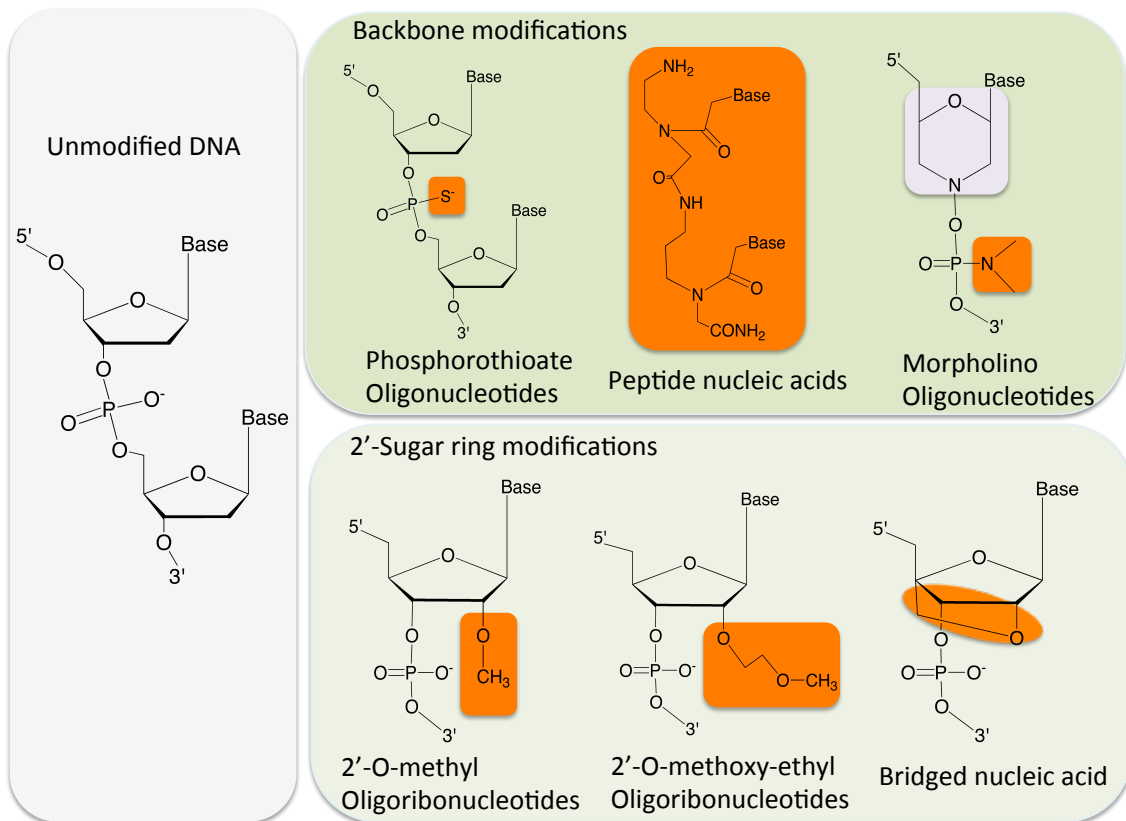 Unmodified DNA
5'
O
Base
O
O
O
P
O-
O
Base
O
O
3'
Backbone modifications
5'
O
Base
O
O
O
P
S-
O
Base
O
O
3'
Phosphorothioate
Oligonucleotides
NH2
Base
N
O
O
NH
Base
N
O
CONH2
Peptide nucleic acids
5'
Base
O
N
O
O
P
N
O
3'
Morpholino
Oligonucleotides
2’-Sugar ring modifications
Base
5'
O
O
O
O
P
O-
CH3
O
3'
2’-O-methyl
Oligoribonucleotides
Base
5'
O
O
O
O
P
O-
O
CH3
O
3'
2’-O-methoxy-ethyl
Oligoribonucleotides
Base
5'
O
O
O
O
P
O-
O
3'
Bridged nucleic acid